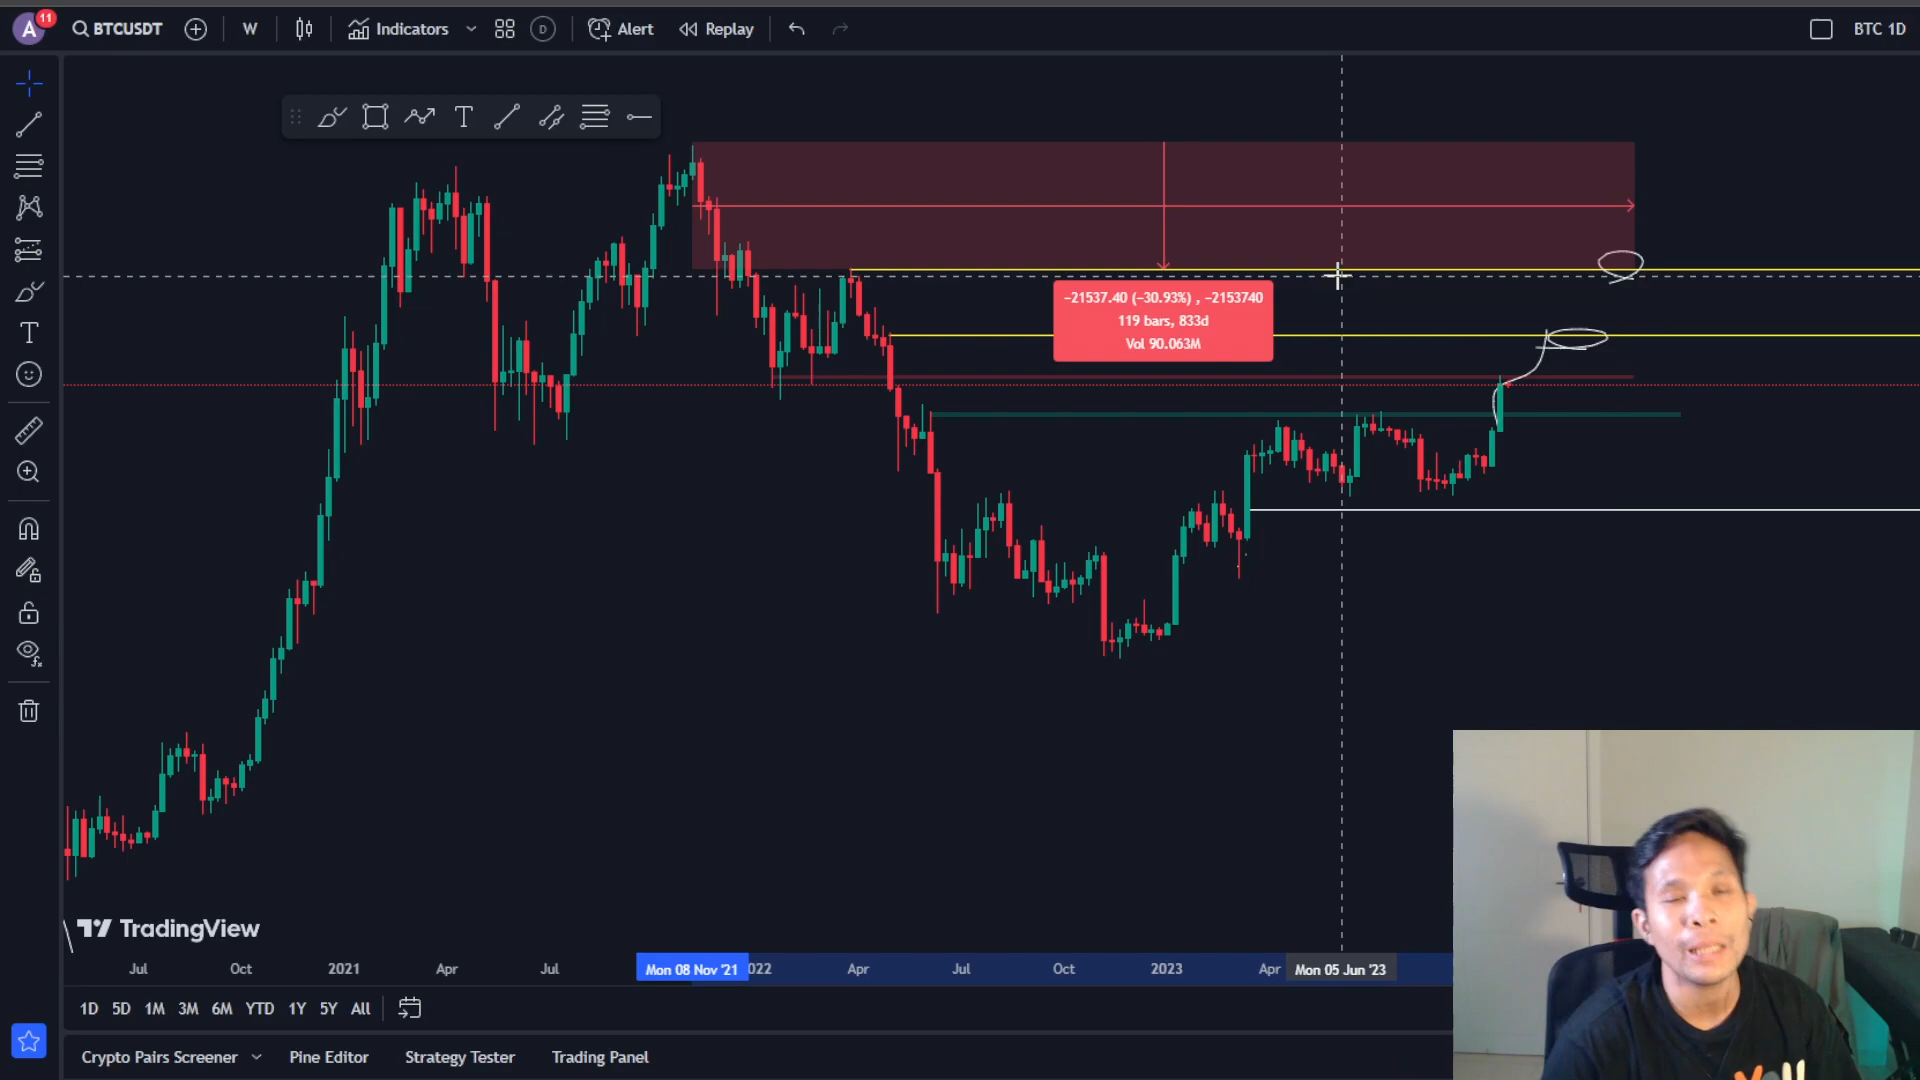 A
11
BTCUSDT
W
Indicators
D
Alert
Replay
BTC 1D
−21537.40 (−30.93%) , −2153740
119 bars, 833d
Vol 90.063M
TradingView
Jul
Oct
2021
Apr
Jul
Mon 08 Nov '21
022
Apr
Jul
Oct
2023
Apr
Mon 05 Jun '23
1D
5D
1M
3M
6M
YTD
1Y
5Y
All
Crypto Pairs Screener
Pine Editor
Strategy Tester
Trading Panel